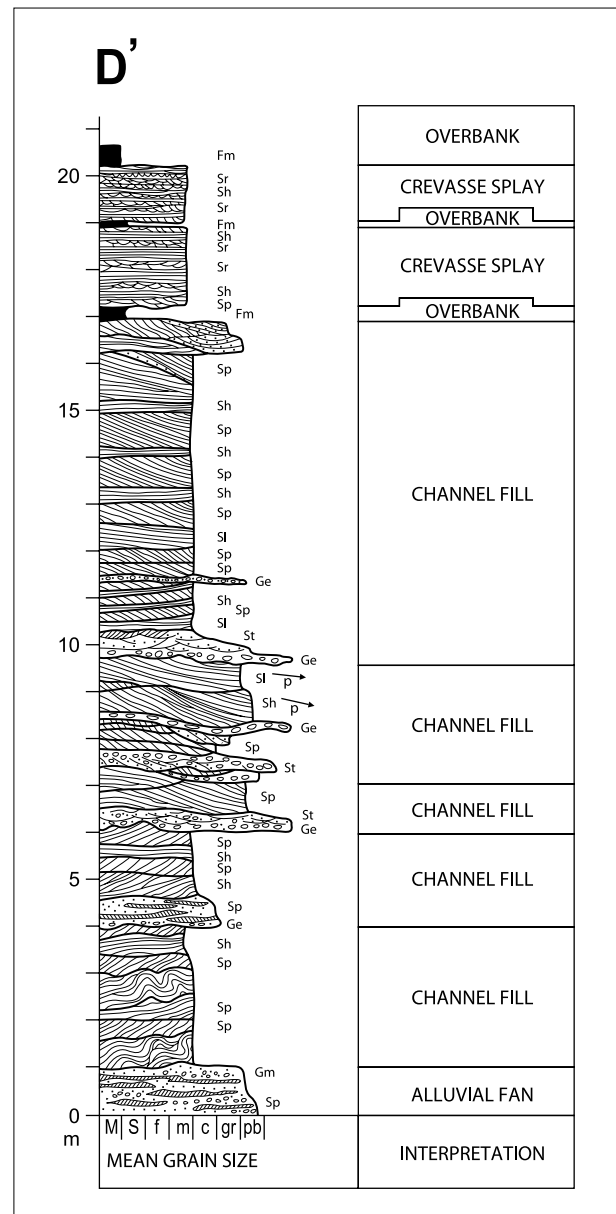 D’
OVERBANK
Fm
20
Sr
Sh
Sr
CREVASSE SPLAY
OVERBANK
Fm
Sh
Sr
Sr
Sh
Sp
CREVASSE SPLAY
OVERBANK
Fm
Sp
15
Sh
Sp
Sh
Sp
Sh
Sp
Sl
Sp
Sp
Ge
Sh
Sp
Sl
St
CHANNEL FILL
10
Ge
Sl p
Sh p
Ge
Sp
St
CHANNEL FILL
Sp
St
Ge
CHANNEL FILL
Sp
Sh
Sp
Sh
5
Sp
Ge
CHANNEL FILL
Sh
Sp
Sp
Sp
CHANNEL FILL
Gm
Sp
ALLUVIAL FAN
0
m
M S f m c gr pb
MEAN GRAIN SIZE
INTERPRETATION